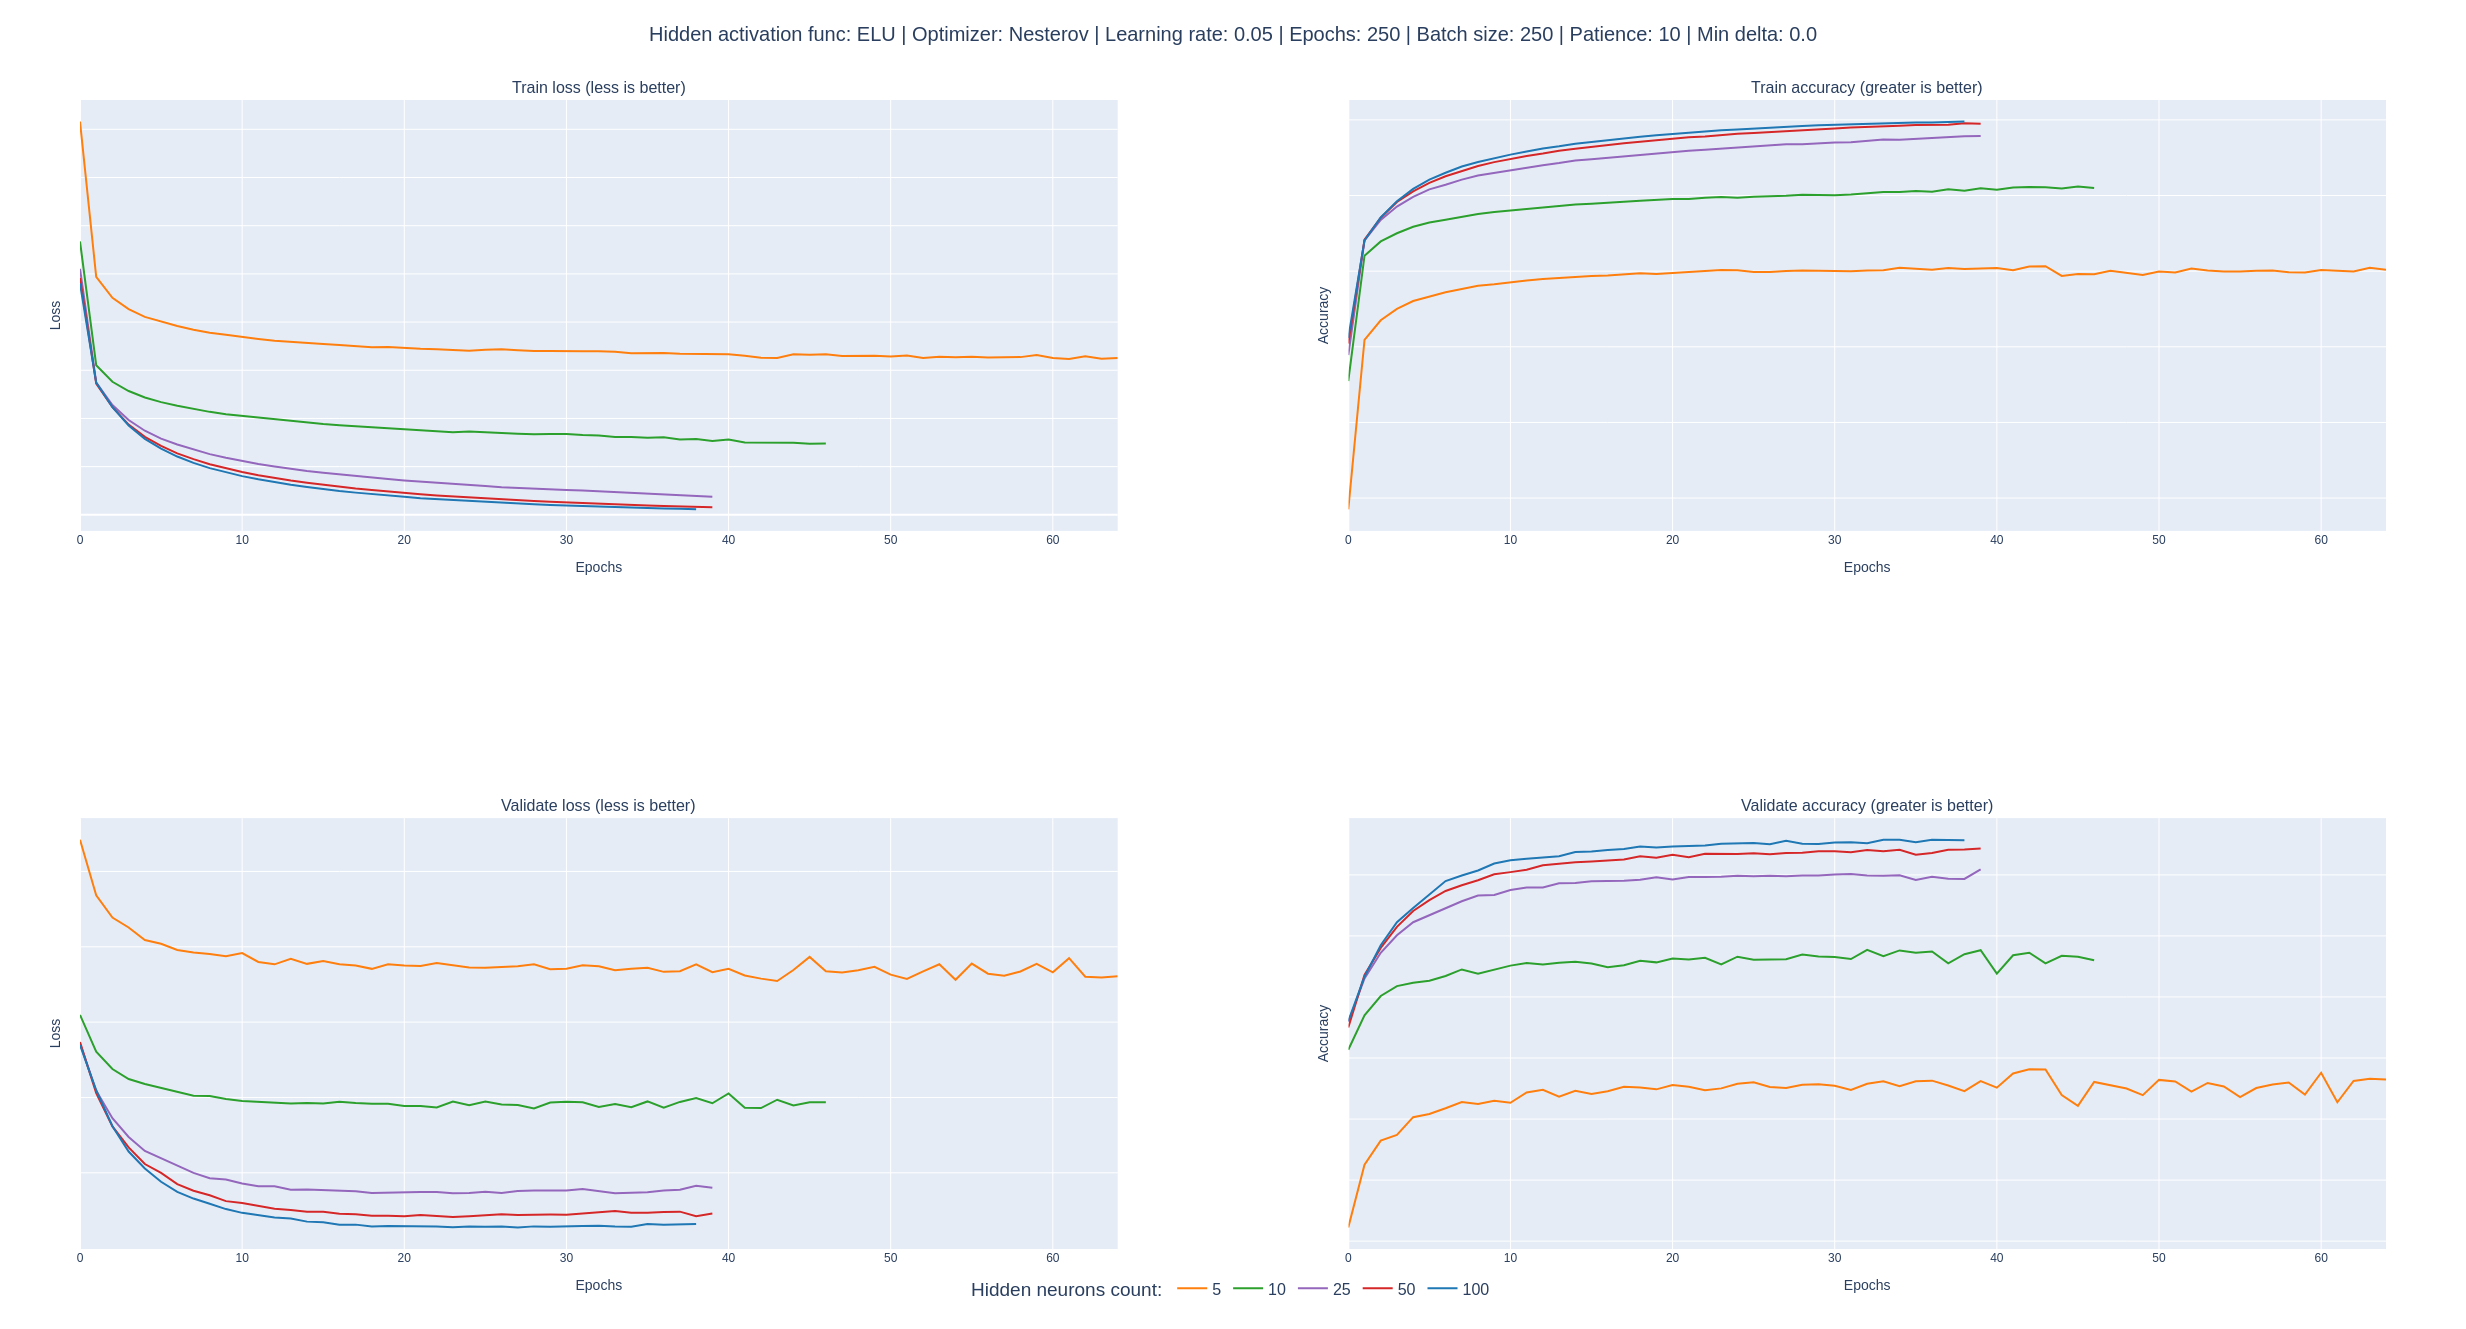 Hidden activation func: ELU | Optimizer: Nesterov | Learning rate: 0.05 | Epochs: 250 | Batch size: 250 | Patience: 10 | Min delta: 0.0
Train loss (less is better)
Loss
0 10 20 30 40 50 60
Epochs
Train accuracy (greater is better)
Accuracy
0 10 20 30 40 50 60
Epochs
Validate loss (less is better)
Loss
0 10 20 30 40 50 60
Epochs
Validate accuracy (greater is better)
Accuracy
0 10 20 30 40 50 60
Epochs
Hidden neurons count: 5 10 25 50 100